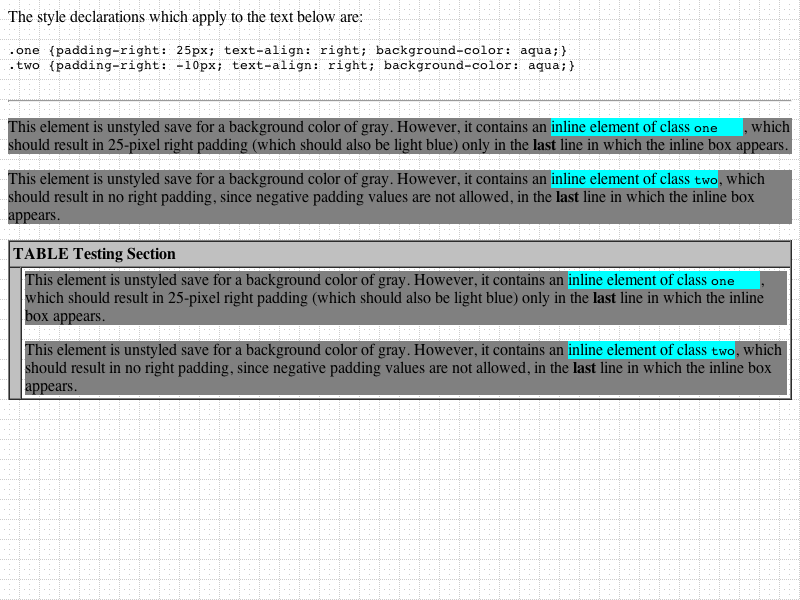 The style declarations which apply to the text below are:
.one {padding-right: 25px; text-align: right; background-color: aqua;}
.two {padding-right: -10px; text-align: right; background-color: aqua;}
This element is unstyled save for a background color of gray. However, it contains an inline element of class one, which
should result in 25-pixel right padding (which should also be light blue) only in the last line in which the inline box appears.
This element is unstyled save for a background color of gray. However, it contains an inline element of class two, which
should result in no right padding, since negative padding values are not allowed, in the last line in which the inline box
appears.
TABLE Testing Section
This element is unstyled save for a background color of gray. However, it contains an inline element of class one,
which should result in 25-pixel right padding (which should also be light blue) only in the last line in which the inline
box appears.
This element is unstyled save for a background color of gray. However, it contains an inline element of class two, which
should result in no right padding, since negative padding values are not allowed, in the last line in which the inline box
appears.